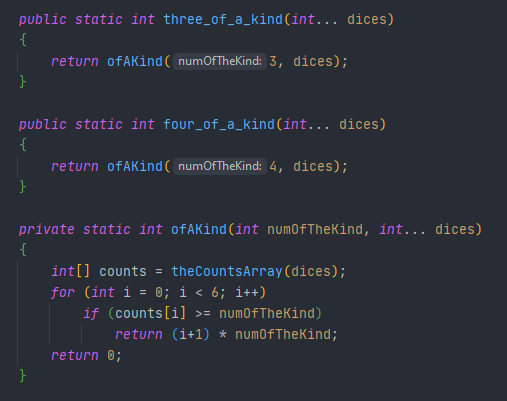 public static int three_of_a_kind(int... dices)
{
    return ofAKind( numOfTheKind: 3, dices);
}

public static int four_of_a_kind(int... dices)
{
    return ofAKind( numOfTheKind: 4, dices);
}

private static int ofAKind(int numOfTheKind, int... dices)
{
    int[] counts = theCountsArray(dices);
    for (int i = 0; i < 6; i++)
        if (counts[i] >= numOfTheKind)
            return (i+1) * numOfTheKind;
    return 0;
}